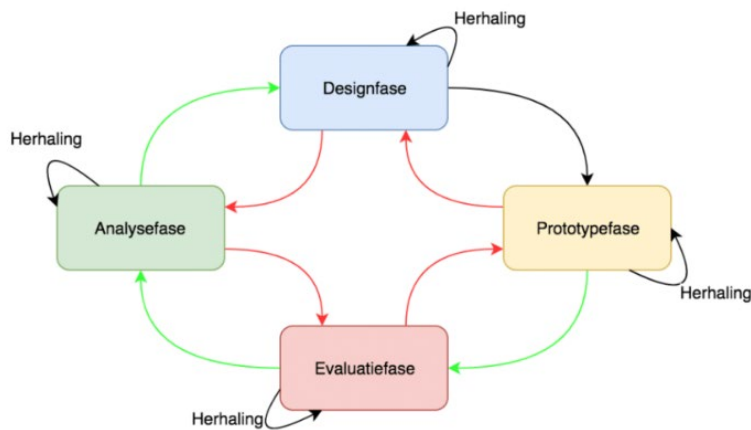 Herhaling
Designfase
Herhaling
Analysefase
Prototypefase
Herhaling
Evaluatiefase
Herhaling